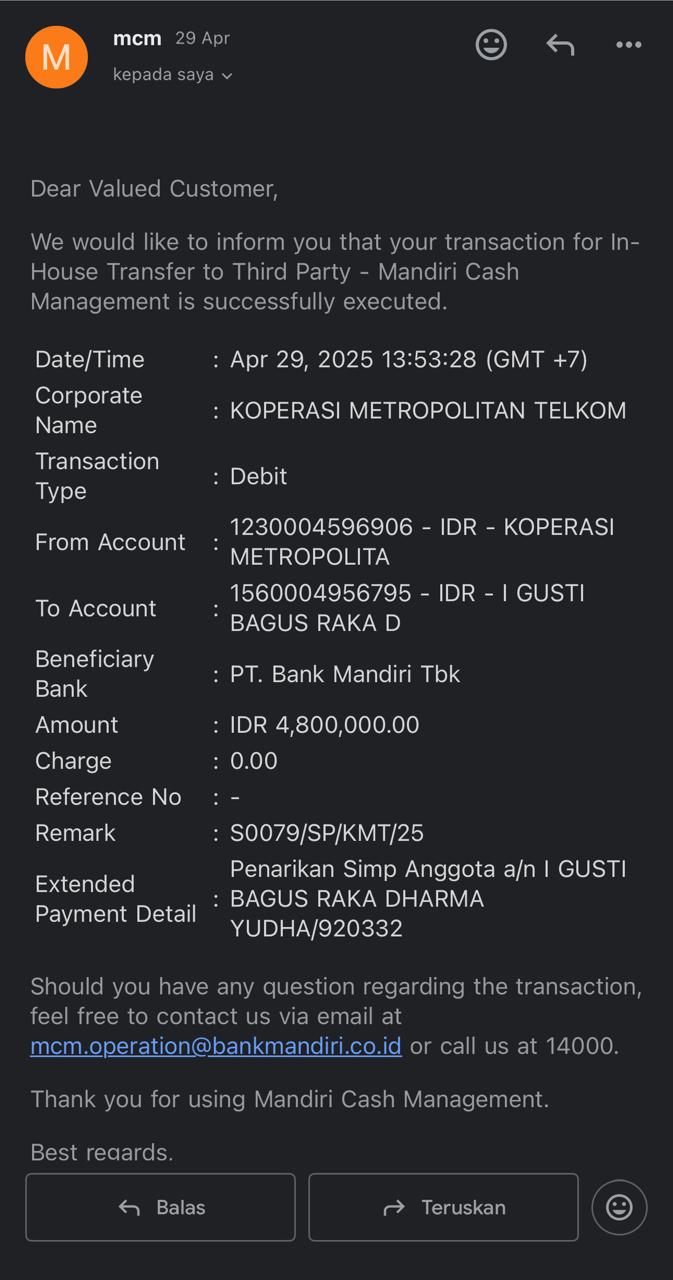 M
mcm 29 Apr
kepada saya
Dear Valued Customer,
We would like to inform you that your transaction for In-
House Transfer to Third Party - Mandiri Cash
Management is successfully executed.
Date/Time : Apr 29, 2025 13:53:28 (GMT +7)
Corporate
Name : KOPERASI METROPOLITAN TELKOM
Transaction
Type : Debit
From Account : 1230004596906 - IDR - KOPERASI
METROPOLITA
To Account : 1560004956795 - IDR - I GUSTI
BAGUS RAKA D
Beneficiary
Bank : PT. Bank Mandiri Tbk
Amount : IDR 4,800,000.00
Charge : 0.00
Reference No : -
Remark : S0079/SP/KMT/25
Extended
Payment Detail : Penarikan Simp Anggota a/n I GUSTI
BAGUS RAKA DHARMA
YUDHA/920332
Should you have any question regarding the transaction,
feel free to contact us via email at
mcm.operation@bankmandiri.co.id or call us at 14000.
Thank you for using Mandiri Cash Management.
Best regards.
Balas
Teruskan